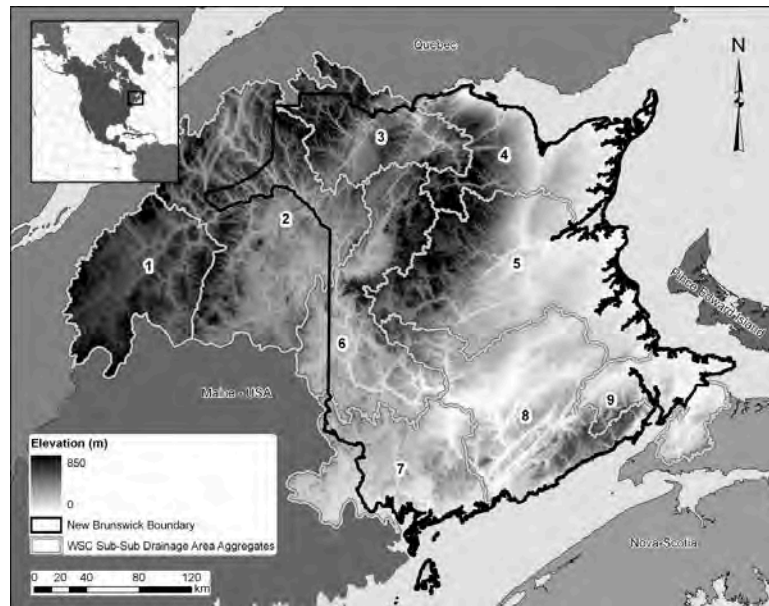 Quebec
N
3
4
2
1
5
Prince Edward Island
6
Maine - USA
9
8
7
Elevation (m)
850
0
New Brunswick Boundary
WSC Sub-Sub Drainage Area Aggregates
Nova-Scotia
0 20 40 80 120
km